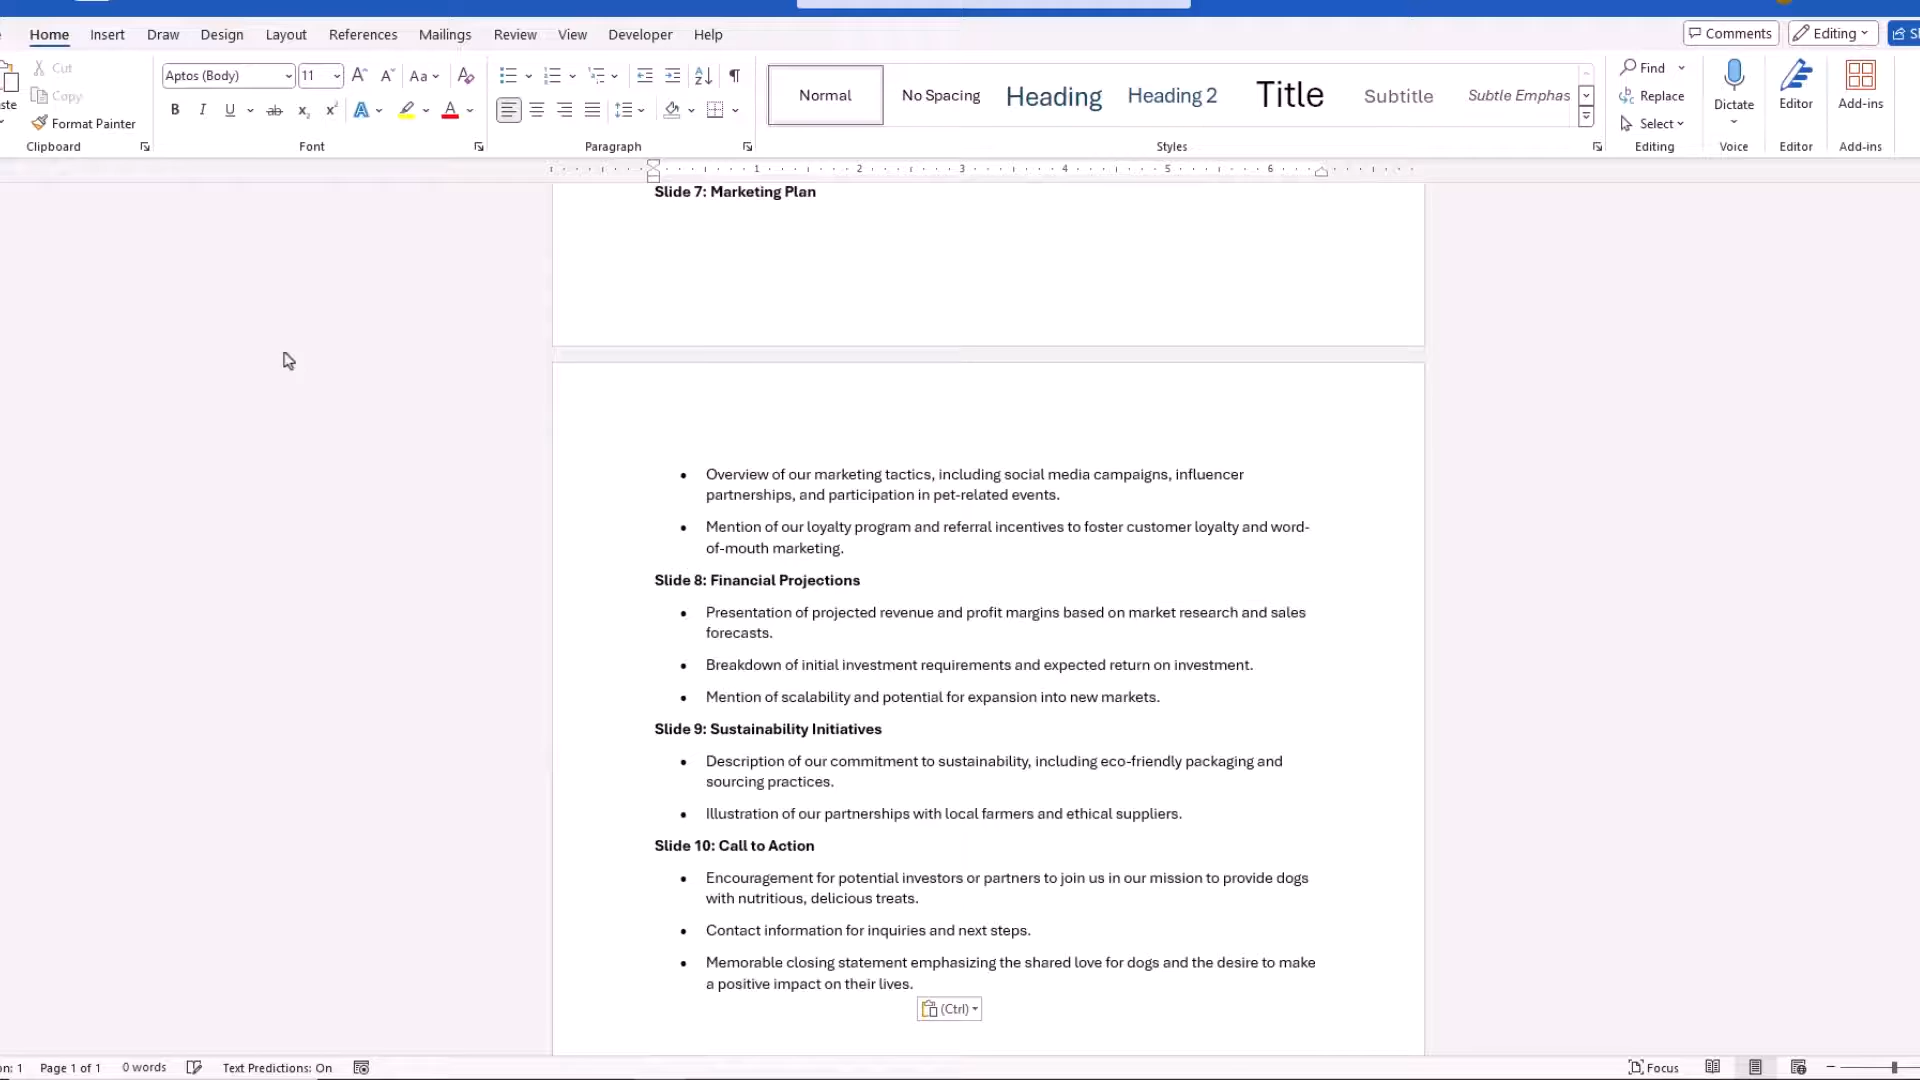 Home Insert Draw Design Layout References Mailings Review View Developer Help
Comments Editing
Cut
Copy
Format Painter
Clipboard
Aptos (Body) 11
Font
Paragraph
Normal No Spacing Heading Heading 2 Title Subtitle Subtle Emphas
Styles
Find
Replace
Select
Editing
Dictate
Voice
Editor
Editor
Add-ins
Add-ins
1 2 3 4 5 6
Slide 7: Marketing Plan
• Overview of our marketing tactics, including social media campaigns, influencer
partnerships, and participation in pet-related events.
• Mention of our loyalty program and referral incentives to foster customer loyalty and word-
of-mouth marketing.
Slide 8: Financial Projections
• Presentation of projected revenue and profit margins based on market research and sales
forecasts.
• Breakdown of initial investment requirements and expected return on investment.
• Mention of scalability and potential for expansion into new markets.
Slide 9: Sustainability Initiatives
• Description of our commitment to sustainability, including eco-friendly packaging and
sourcing practices.
• Illustration of our partnerships with local farmers and ethical suppliers.
Slide 10: Call to Action
• Encouragement for potential investors or partners to join us in our mission to provide dogs
with nutritious, delicious treats.
• Contact information for inquiries and next steps.
• Memorable closing statement emphasizing the shared love for dogs and the desire to make
a positive impact on their lives.
(Ctrl)
on: 1 Page 1 of 1 0 words Text Predictions: On Focus